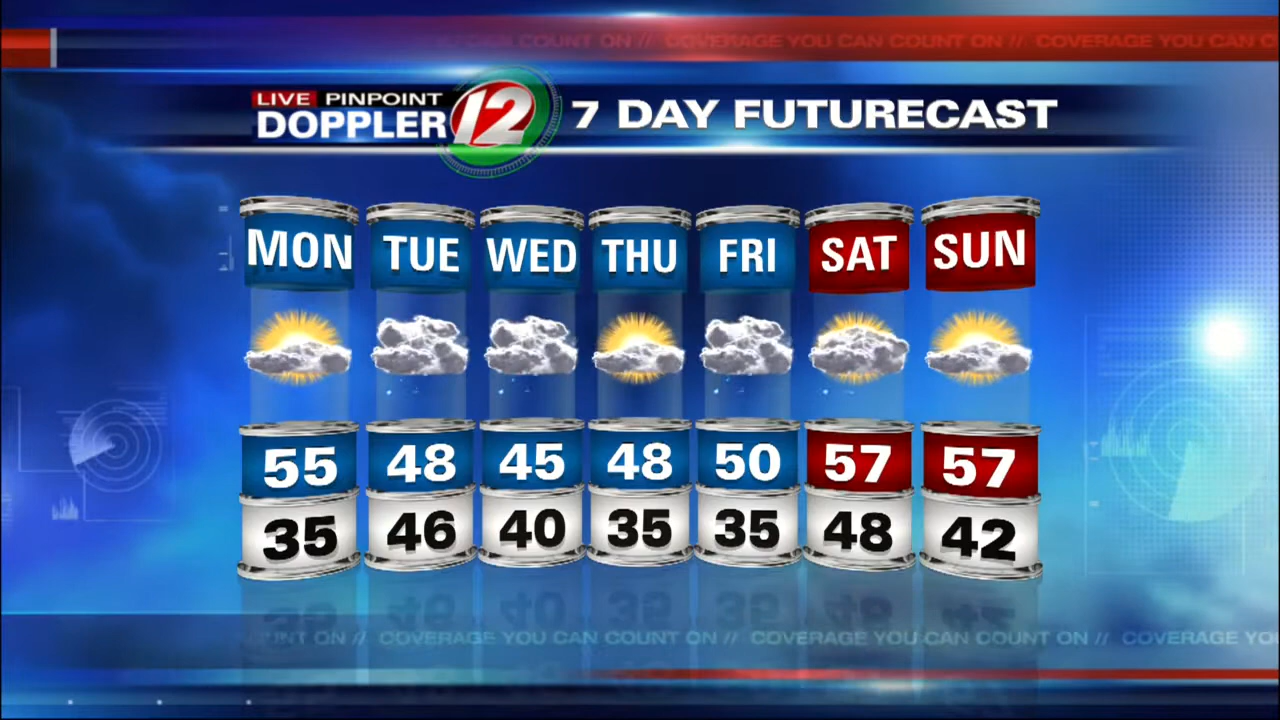 CAN COUNT ON // COVERAGE YOU CAN COUNT ON // COVERAGE YOU CAN C
LIVE PINPOINT
DOPPLER 12
7 DAY FUTURECAST
MON TUE WED THU FRI SAT SUN
55 48 45 48 50 57 57
35 46 40 35 35 48 42
UNT ON // COVERAGE YOU CAN COUNT ON // COVERAGE YOU CAN COUNT ON // COVERAGE YOU